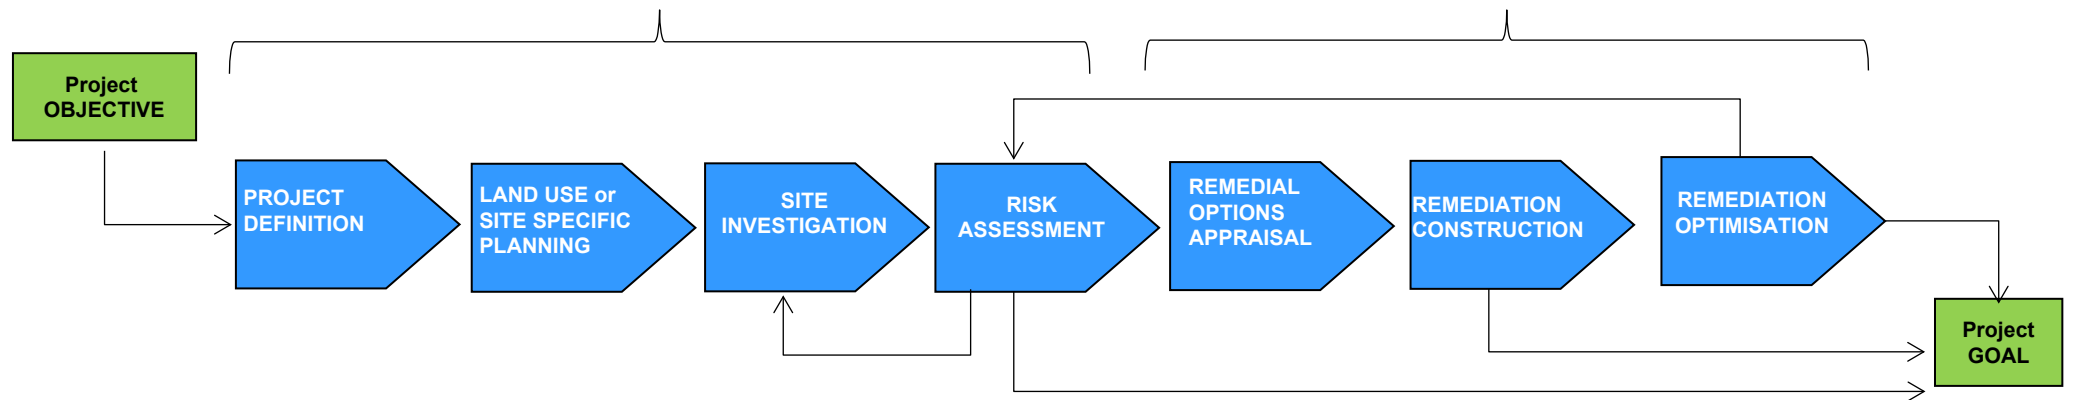 Project
OBJECTIVE
PROJECT
DEFINITION
LAND USE or
SITE SPECIFIC
PLANNING
SITE
INVESTIGATION
RISK
ASSESSMENT
REMEDIAL
OPTIONS
APPRAISAL
REMEDIATION
CONSTRUCTION
REMEDIATION
OPTIMISATION
Project
GOAL